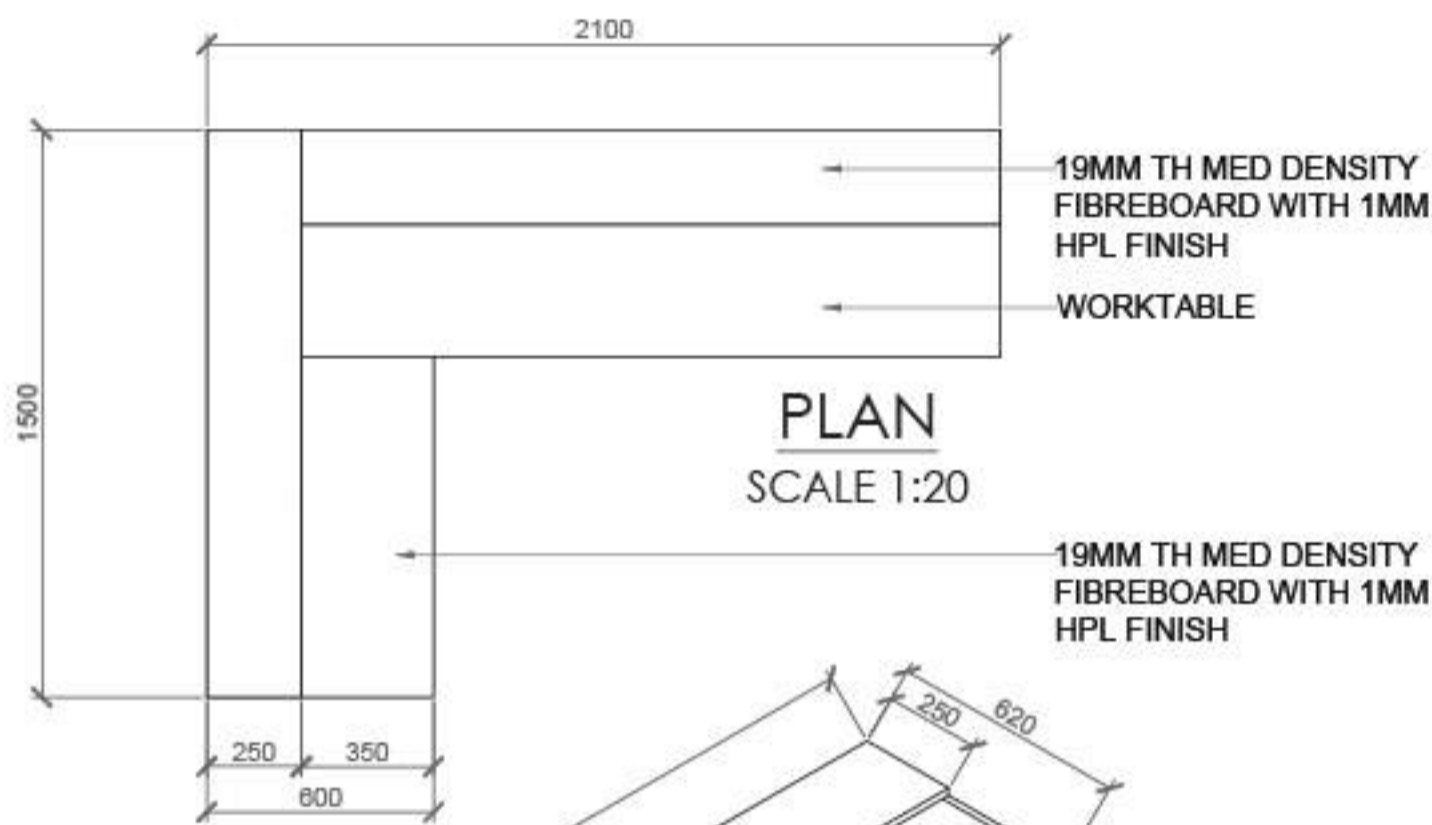 2100
19MM TH MED DENSITY
FIBREBOARD WITH 1MM
HPL FINISH
WORKTABLE
1500
PLAN
SCALE 1:20
19MM TH MED DENSITY
FIBREBOARD WITH 1MM
HPL FINISH
250
620
250
350
600